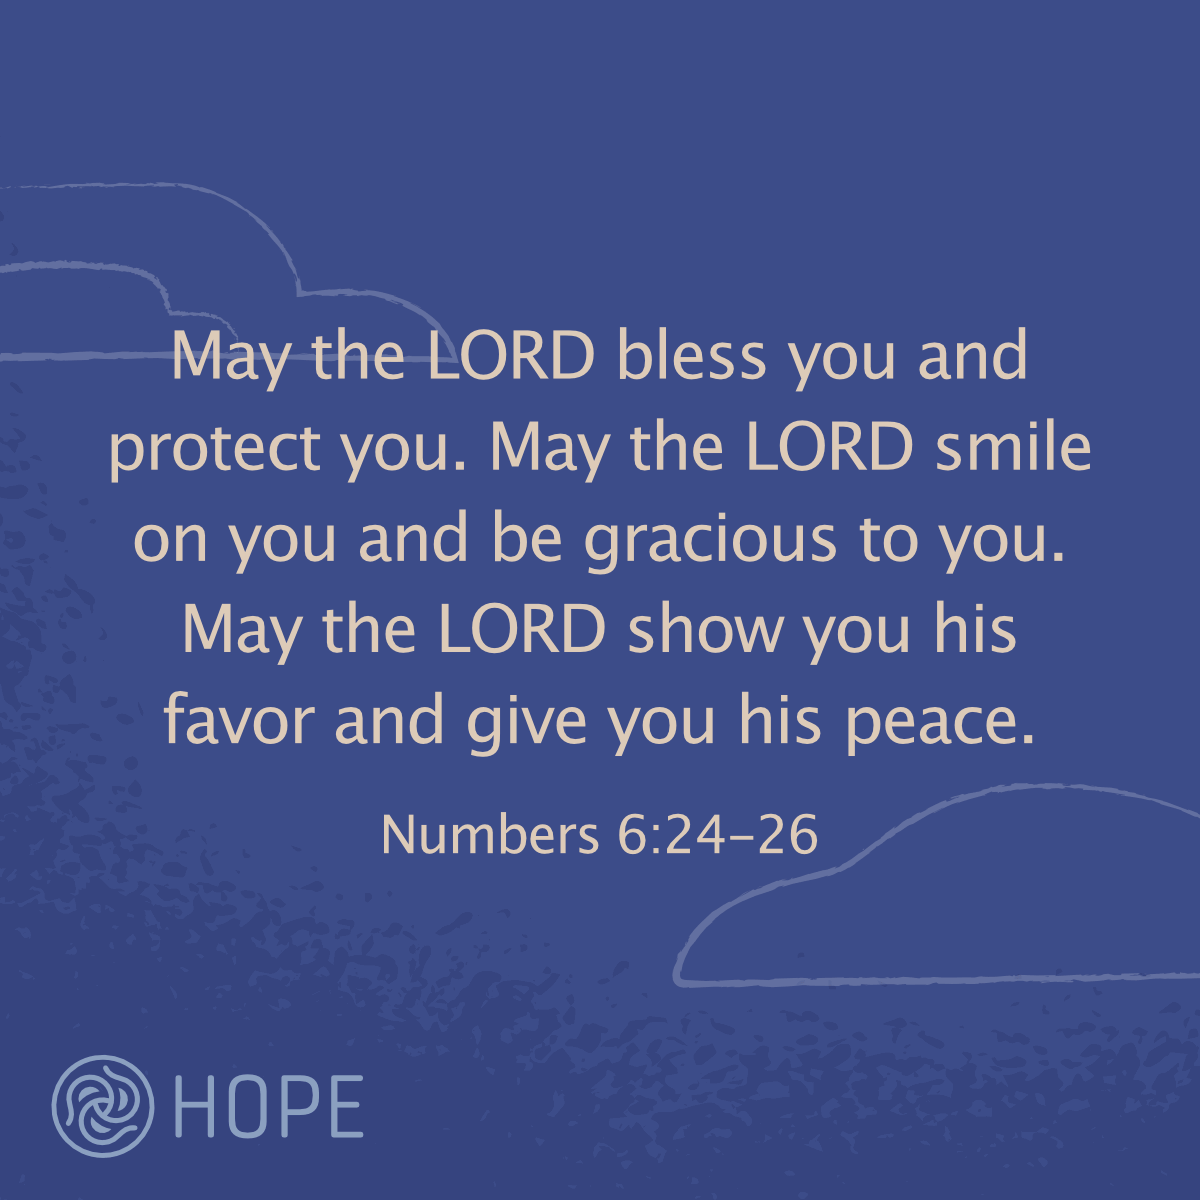 May the LORD bless you and
protect you. May the LORD smile
on you and be gracious to you.
May the LORD show you his
favor and give you his peace.
Numbers 6:24–26
HOPE